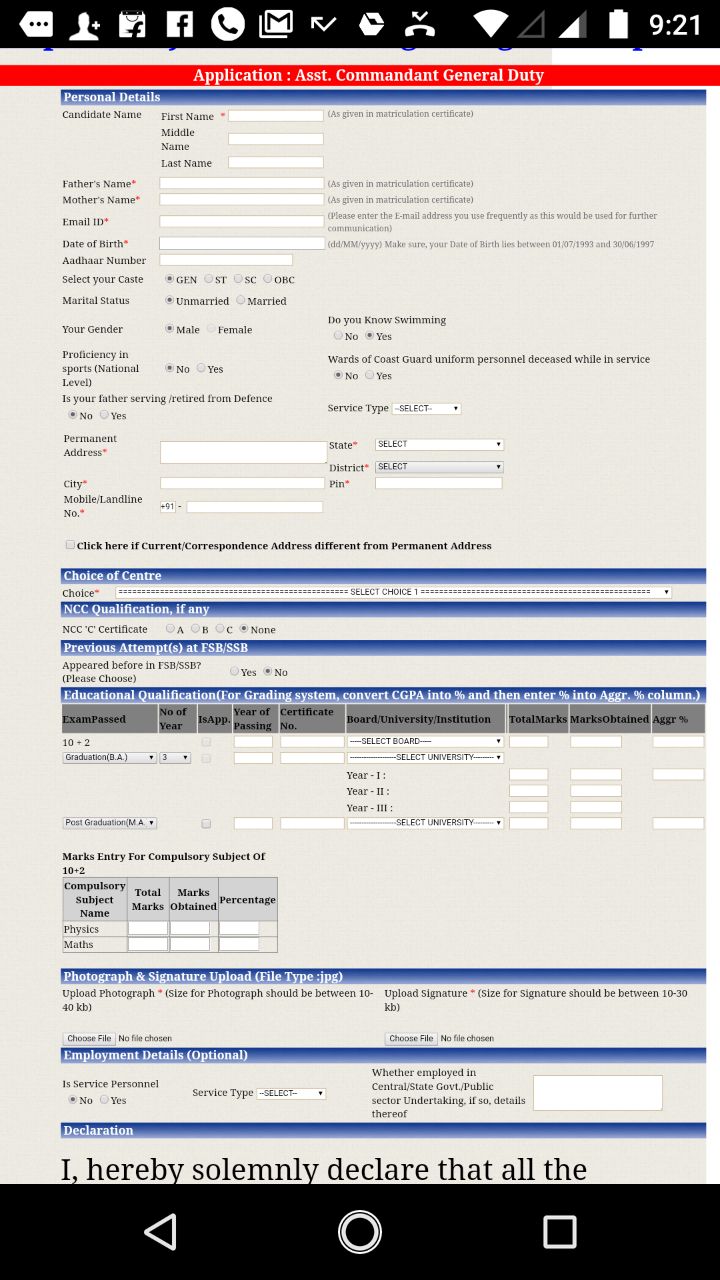 9:21
Application : Asst. Commandant General Duty
Personal Details
Candidate Name First Name * (As given in matriculation certificate)
Middle
Name
Last Name
Father's Name* (As given in matriculation certificate)
Mother's Name* (As given in matriculation certificate)
Email ID* (Please enter the E-mail address you use frequently as this would be used for further
communication)
Date of Birth* (dd/MM/yyyy) Make sure, your Date of Birth lies between 01/07/1993 and 30/06/1997
Aadhaar Number
Select your Caste GEN ST SC OBC
Marital Status Unmarried Married
Your Gender Male Female
Do you Know Swimming
No Yes
Proficiency in
sports (National
Level)
No Yes
Wards of Coast Guard uniform personnel deceased while in service
No Yes
Is your father serving /retired from Defence
No Yes
Service Type --SELECT--
Permanent
Address*
State* SELECT
District* SELECT
City* Pin*
Mobile/Landline
No.*
+91 -
Click here if Current/Correspondence Address different from Permanent Address
Choice of Centre
Choice* SELECT CHOICE 1
NCC Qualification, if any
NCC 'C' Certificate A B C None
Previous Attempt(s) at FSB/SSB
Appeared before in FSB/SSB?
(Please Choose)
Yes No
Educational Qualification(For Grading system, convert CGPA into % and then enter % into Aggr. % column.)
ExamPassed No of Year IsApp. Year of Passing Certificate No. Board/University/Institution TotalMarks MarksObtained Aggr %
10 + 2 -----SELECT BOARD-----
Graduation(B.A.) 3 --------------------SELECT UNIVERSITY---------
Year - I :
Year - II :
Year - III :
Post Graduation(M.A. --------------------SELECT UNIVERSITY---------
Marks Entry For Compulsory Subject Of
10+2
Compulsory Subject Name Total Marks Marks Obtained Percentage
Physics
Maths
Photograph & Signature Upload (File Type :jpg)
Upload Photograph * (Size for Photograph should be between 10-
40 kb)
Upload Signature * (Size for Signature should be between 10-30
kb)
Choose File No file chosen Choose File No file chosen
Employment Details (Optional)
Is Service Personnel
No Yes
Service Type --SELECT--
Whether employed in
Central/State Govt./Public
sector Undertaking, if so, details
thereof
Declaration
I, hereby solemnly declare that all the